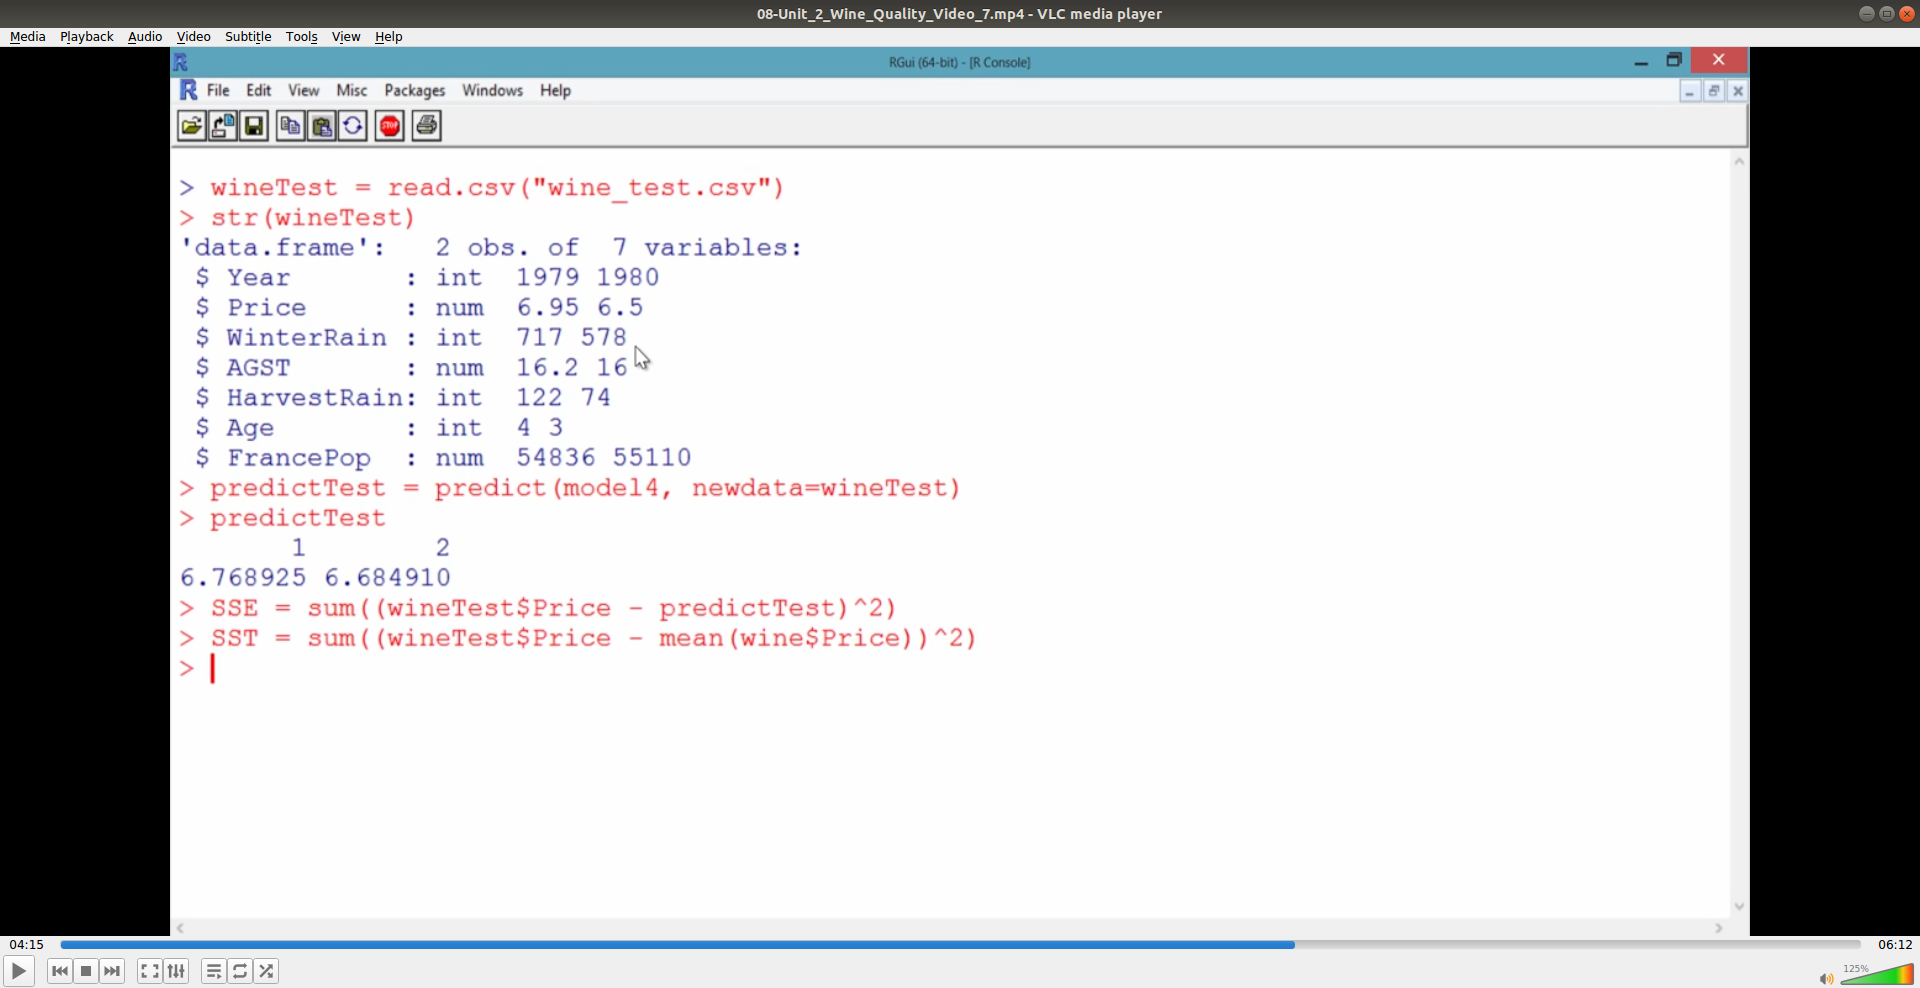 08-Unit_2_Wine_Quality_Video_7.mp4 - VLC media player
Media Playback Audio Video Subtitle Tools View Help
RGui (64-bit) - [R Console]
File Edit View Misc Packages Windows Help
STOP
> wineTest = read.csv("wine_test.csv")
> str(wineTest)
'data.frame':   2 obs. of  7 variables:
 $ Year       : int  1979 1980
 $ Price      : num  6.95 6.5
 $ WinterRain : int  717 578
 $ AGST       : num  16.2 16
 $ HarvestRain: int  122 74
 $ Age        : int  4 3
 $ FrancePop  : num  54836 55110
> predictTest = predict(model4, newdata=wineTest)
> predictTest
       1        2
6.768925 6.684910
> SSE = sum((wineTest$Price - predictTest)^2)
> SST = sum((wineTest$Price - mean(wine$Price))^2)
>
04:15 06:12
125%